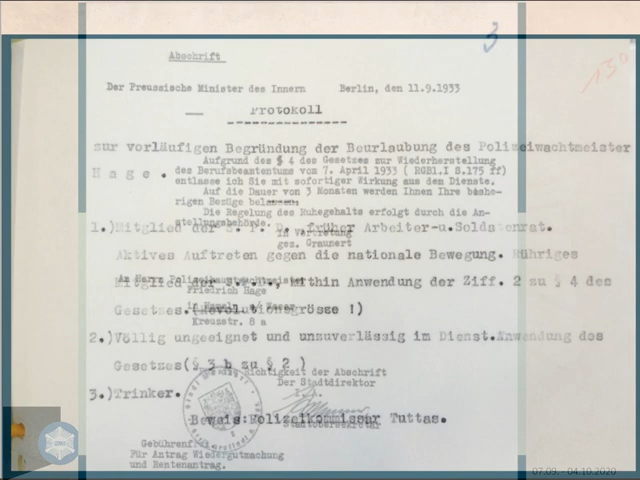 3
130
Abschrift
Der Preussische Minister des Innern Berlin, den 11.9.1933
Protokoll
zur vorläufigen Begründung der Beurlaubung des Polizeiwachtmeister
Hage.
Aufgrund des § 4 des Gesetzes zur Wiederherstellung
des Berufsbeamtentums vom 7. April 1933 ( RGBl.I S.175 ff)
entlasse ich Sie mit sofortiger Wirkung aus dem Dienste.
Auf die Dauer von 3 Monaten werden Ihnen Ihre bishe-
rigen Bezüge belassen.
Die Regelung des Ruhegehalts erfolgt durch die An-
stellungsbehörde.
1.)Mitglied der S.P.D. früher Arbeiter-u.Soldatenrat.
In Vertretung
gez. Graunert
Aktives Auftreten gegen die nationale Bewegung. Rühriges
An Herrn Polizeihauptwachtmeister
Mitglied der S.P.D., mithin Anwendung der Ziff. 2 zu § 4 des
Friedrich Hage
in Hameln a/ Weser
Gesetzes.(Revolutionsgrösse !)
Kreuzstr. 8 a
2.)Völlig ungeeignet und unzuverlässig im Dienst.Anwendung des
Gesetzes(§ 3 b zu § 2)
Richtigkeit der Abschrift
Der Stadtdirektor
3.)Trinker.
I.A.
Beweis:Polizeikommissar Tuttas.
Stadtobersekretär
Gebührenfrei
Für Antrag Wiedergutmachung
und Rentenantrag.
07.09. - 04.10.2020